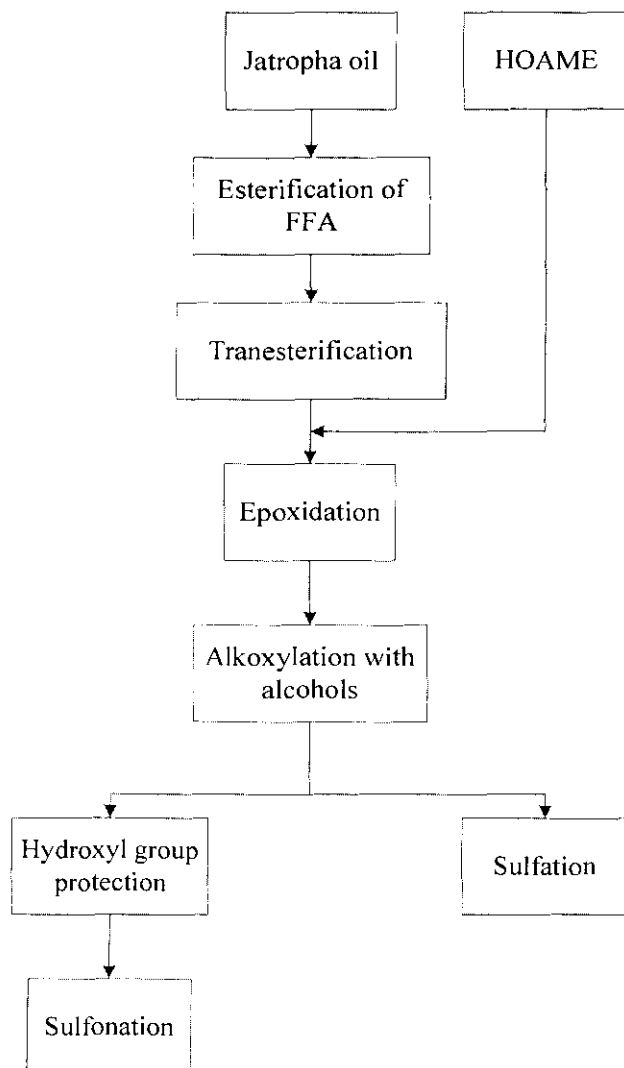 Jatropha oil
HOAME
Esterification of
FFA
Tranesterification
Epoxidation
Alkoxylation with
alcohols
Hydroxyl group
protection
Sulfation
Sulfonation